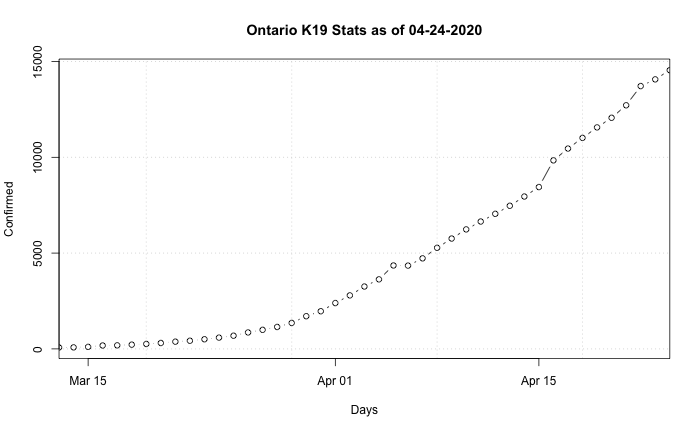 Ontario K19 Stats as of 04-24-2020
15000
10000
5000
0
Confirmed
Mar 15
Apr 01
Apr 15
Days